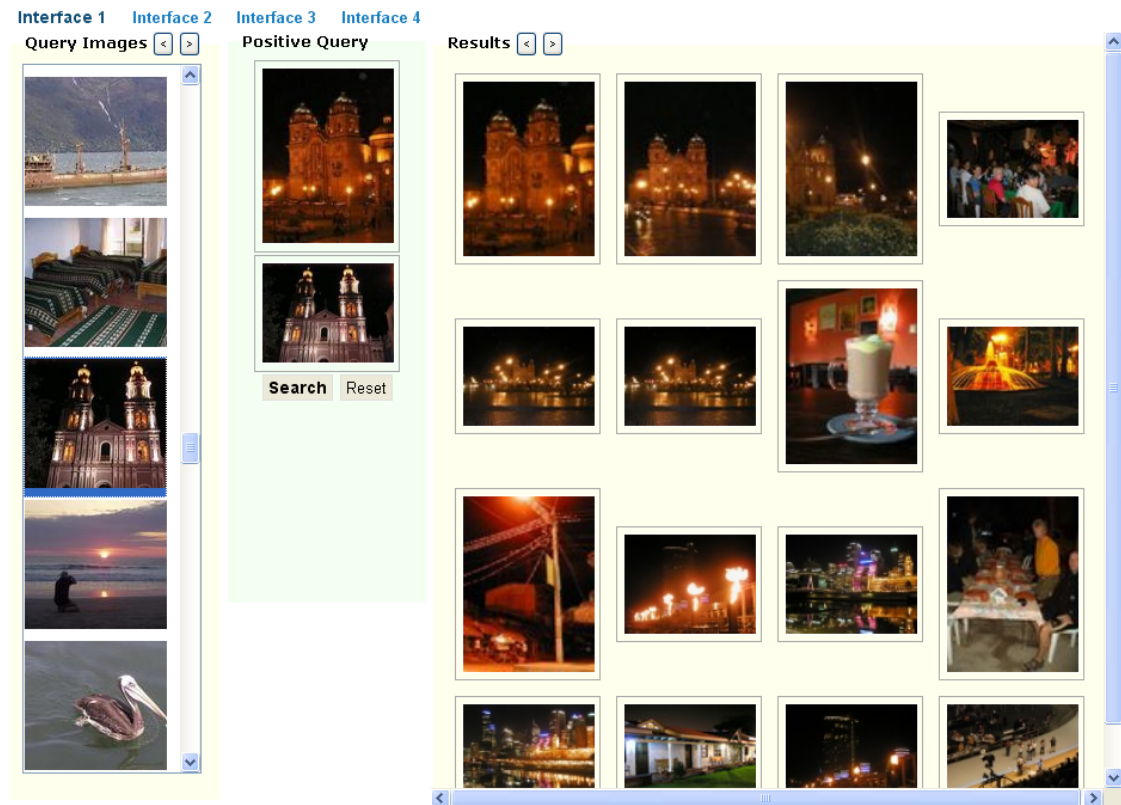 Interface 1 Interface 2 Interface 3 Interface 4
Query Images < >
Positive Query
Search Reset
Results < >